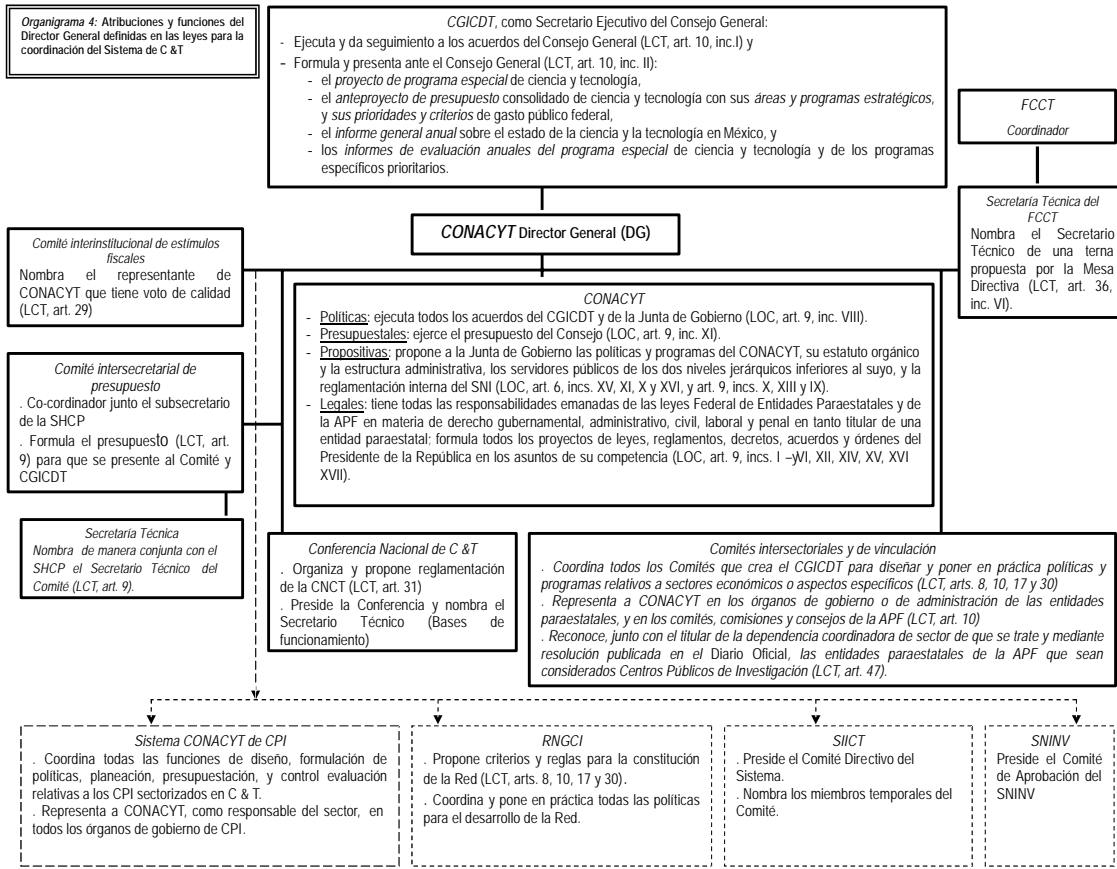 Organigrama 4: Atribuciones y funciones del
Director General definidas en las leyes para la
coordinación del Sistema de C &T
CGICDT, como Secretario Ejecutivo del Consejo General:
- Ejecuta y da seguimiento a los acuerdos del Consejo General (LCT, art. 10, inc.I) y
- Formula y presenta ante el Consejo General (LCT, art. 10, inc. II):
- el proyecto de programa especial de ciencia y tecnología,
- el anteproyecto de presupuesto consolidado de ciencia y tecnología con sus áreas y programas estratégicos,
y sus prioridades y criterios de gasto público federal,
- el informe general anual sobre el estado de la ciencia y la tecnología en México, y
- los informes de evaluación anuales del programa especial de ciencia y tecnología y de los programas
específicos prioritarios.
FCCT
Coordinador
Secretaría Técnica del
FCCT
Nombra el Secretario
Técnico de una terna
propuesta por la Mesa
Directiva (LCT, art. 36,
inc. VI).
CONACYT Director General (DG)
Comité interinstitucional de estímulos
fiscales
Nombra el representante de
CONACYT que tiene voto de calidad
(LCT, art. 29)
CONACYT
- Políticas: ejecuta todos los acuerdos del CGICDT y de la Junta de Gobierno (LOC, art. 9, inc. VIII).
- Presupuestales: ejerce el presupuesto del Consejo (LOC, art. 9, inc. XI).
- Propositivas: propone a la Junta de Gobierno las políticas y programas del CONACYT, su estatuto orgánico
y la estructura administrativa, los servidores públicos de los dos niveles jerárquicos inferiores al suyo, y la
reglamentación interna del SNI (LOC, art. 6, incs. XV, XI, X y XVI, y art. 9, incs. X, XIII y IX).
- Legales: tiene todas las responsabilidades emanadas de las leyes Federal de Entidades Paraestatales y de
la APF en materia de derecho gubernamental, administrativo, civil, laboral y penal en tanto titular de una
entidad paraestatal; formula todos los proyectos de leyes, reglamentos, decretos, acuerdos y órdenes del
Presidente de la República en los asuntos de su competencia (LOC, art. 9, incs. I –yVI, XII, XIV, XV, XVI
XVII).
Comité intersecretarial de
presupuesto
. Co-coordinador junto el subsecretario
de la SHCP
. Formula el presupuesto (LCT, art.
9) para que se presente al Comité y
CGICDT
Secretaría Técnica
Nombra de manera conjunta con el
SHCP el Secretario Técnico del
Comité (LCT, art. 9).
Conferencia Nacional de C &T
. Organiza y propone reglamentación
de la CNCT (LCT, art. 31)
. Preside la Conferencia y nombra el
Secretario Técnico (Bases de
funcionamiento)
Comités intersectoriales y de vinculación
. Coordina todos los Comités que crea el CGICDT para diseñar y poner en práctica políticas y
programas relativos a sectores económicos o aspectos específicos (LCT, arts. 8, 10, 17 y 30)
. Representa a CONACYT en los órganos de gobierno o de administración de las entidades
paraestatales, y en los comités, comisiones y consejos de la APF (LCT, art. 10)
. Reconoce, junto con el titular de la dependencia coordinadora de sector de que se trate y mediante
resolución publicada en el Diario Oficial, las entidades paraestatales de la APF que sean
considerados Centros Públicos de Investigación (LCT, art. 47).
Sistema CONACYT de CPI
. Coordina todas las funciones de diseño, formulación de
políticas, planeación, presupuestación, y control evaluación
relativas a los CPI sectorizados en C & T.
. Representa a CONACYT, como responsable del sector, en
todos los órganos de gobierno de CPI.
RNGCI
. Propone criterios y reglas para la constitución
de la Red (LCT, arts. 8, 10, 17 y 30).
. Coordina y pone en práctica todas las políticas
para el desarrollo de la Red.
SIICT
. Preside el Comité Directivo del
Sistema.
. Nombra los miembros temporales del
Comité.
SNINV
Preside el Comité
de Aprobación del
SNINV